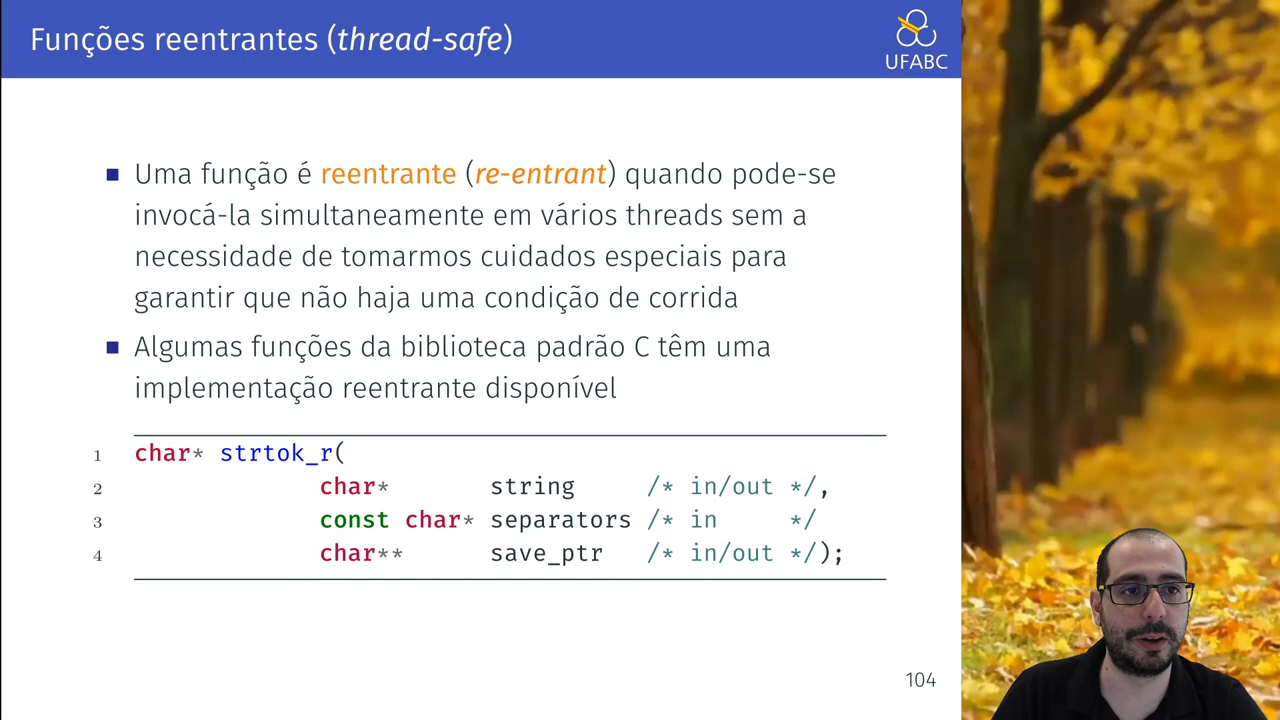 Funções reentrantes (thread-safe)
UFABC
Uma função é reentrante (re-entrant) quando pode-se
invocá-la simultaneamente em vários threads sem a
necessidade de tomarmos cuidados especiais para
garantir que não haja uma condição de corrida
Algumas funções da biblioteca padrão C têm uma
implementação reentrante disponível
1 char* strtok_r(
2 char* string /* in/out */,
3 const char* separators /* in */
4 char** save_ptr /* in/out */);
104